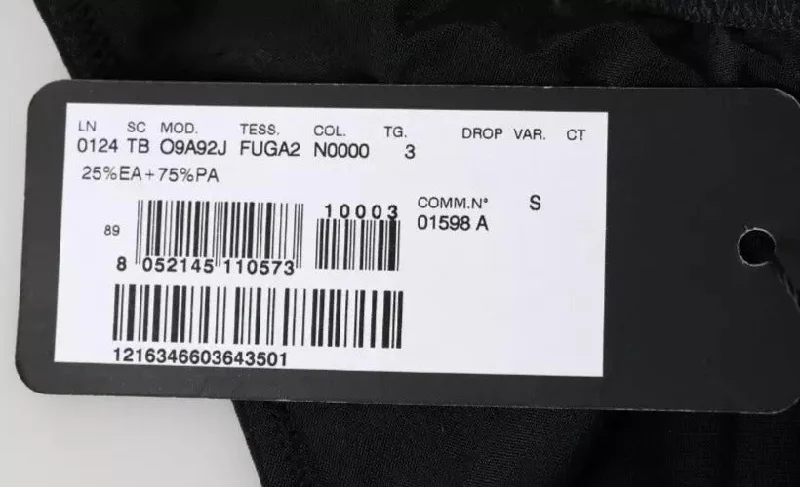 LN SC MOD. TESS. COL. TG. DROP VAR. CT
0124 TB O9A92J FUGA2 N0000 3
25%EA+75%PA
COMM.N° S
01598 A
10003
89
8 052145 110573
1216346603643501